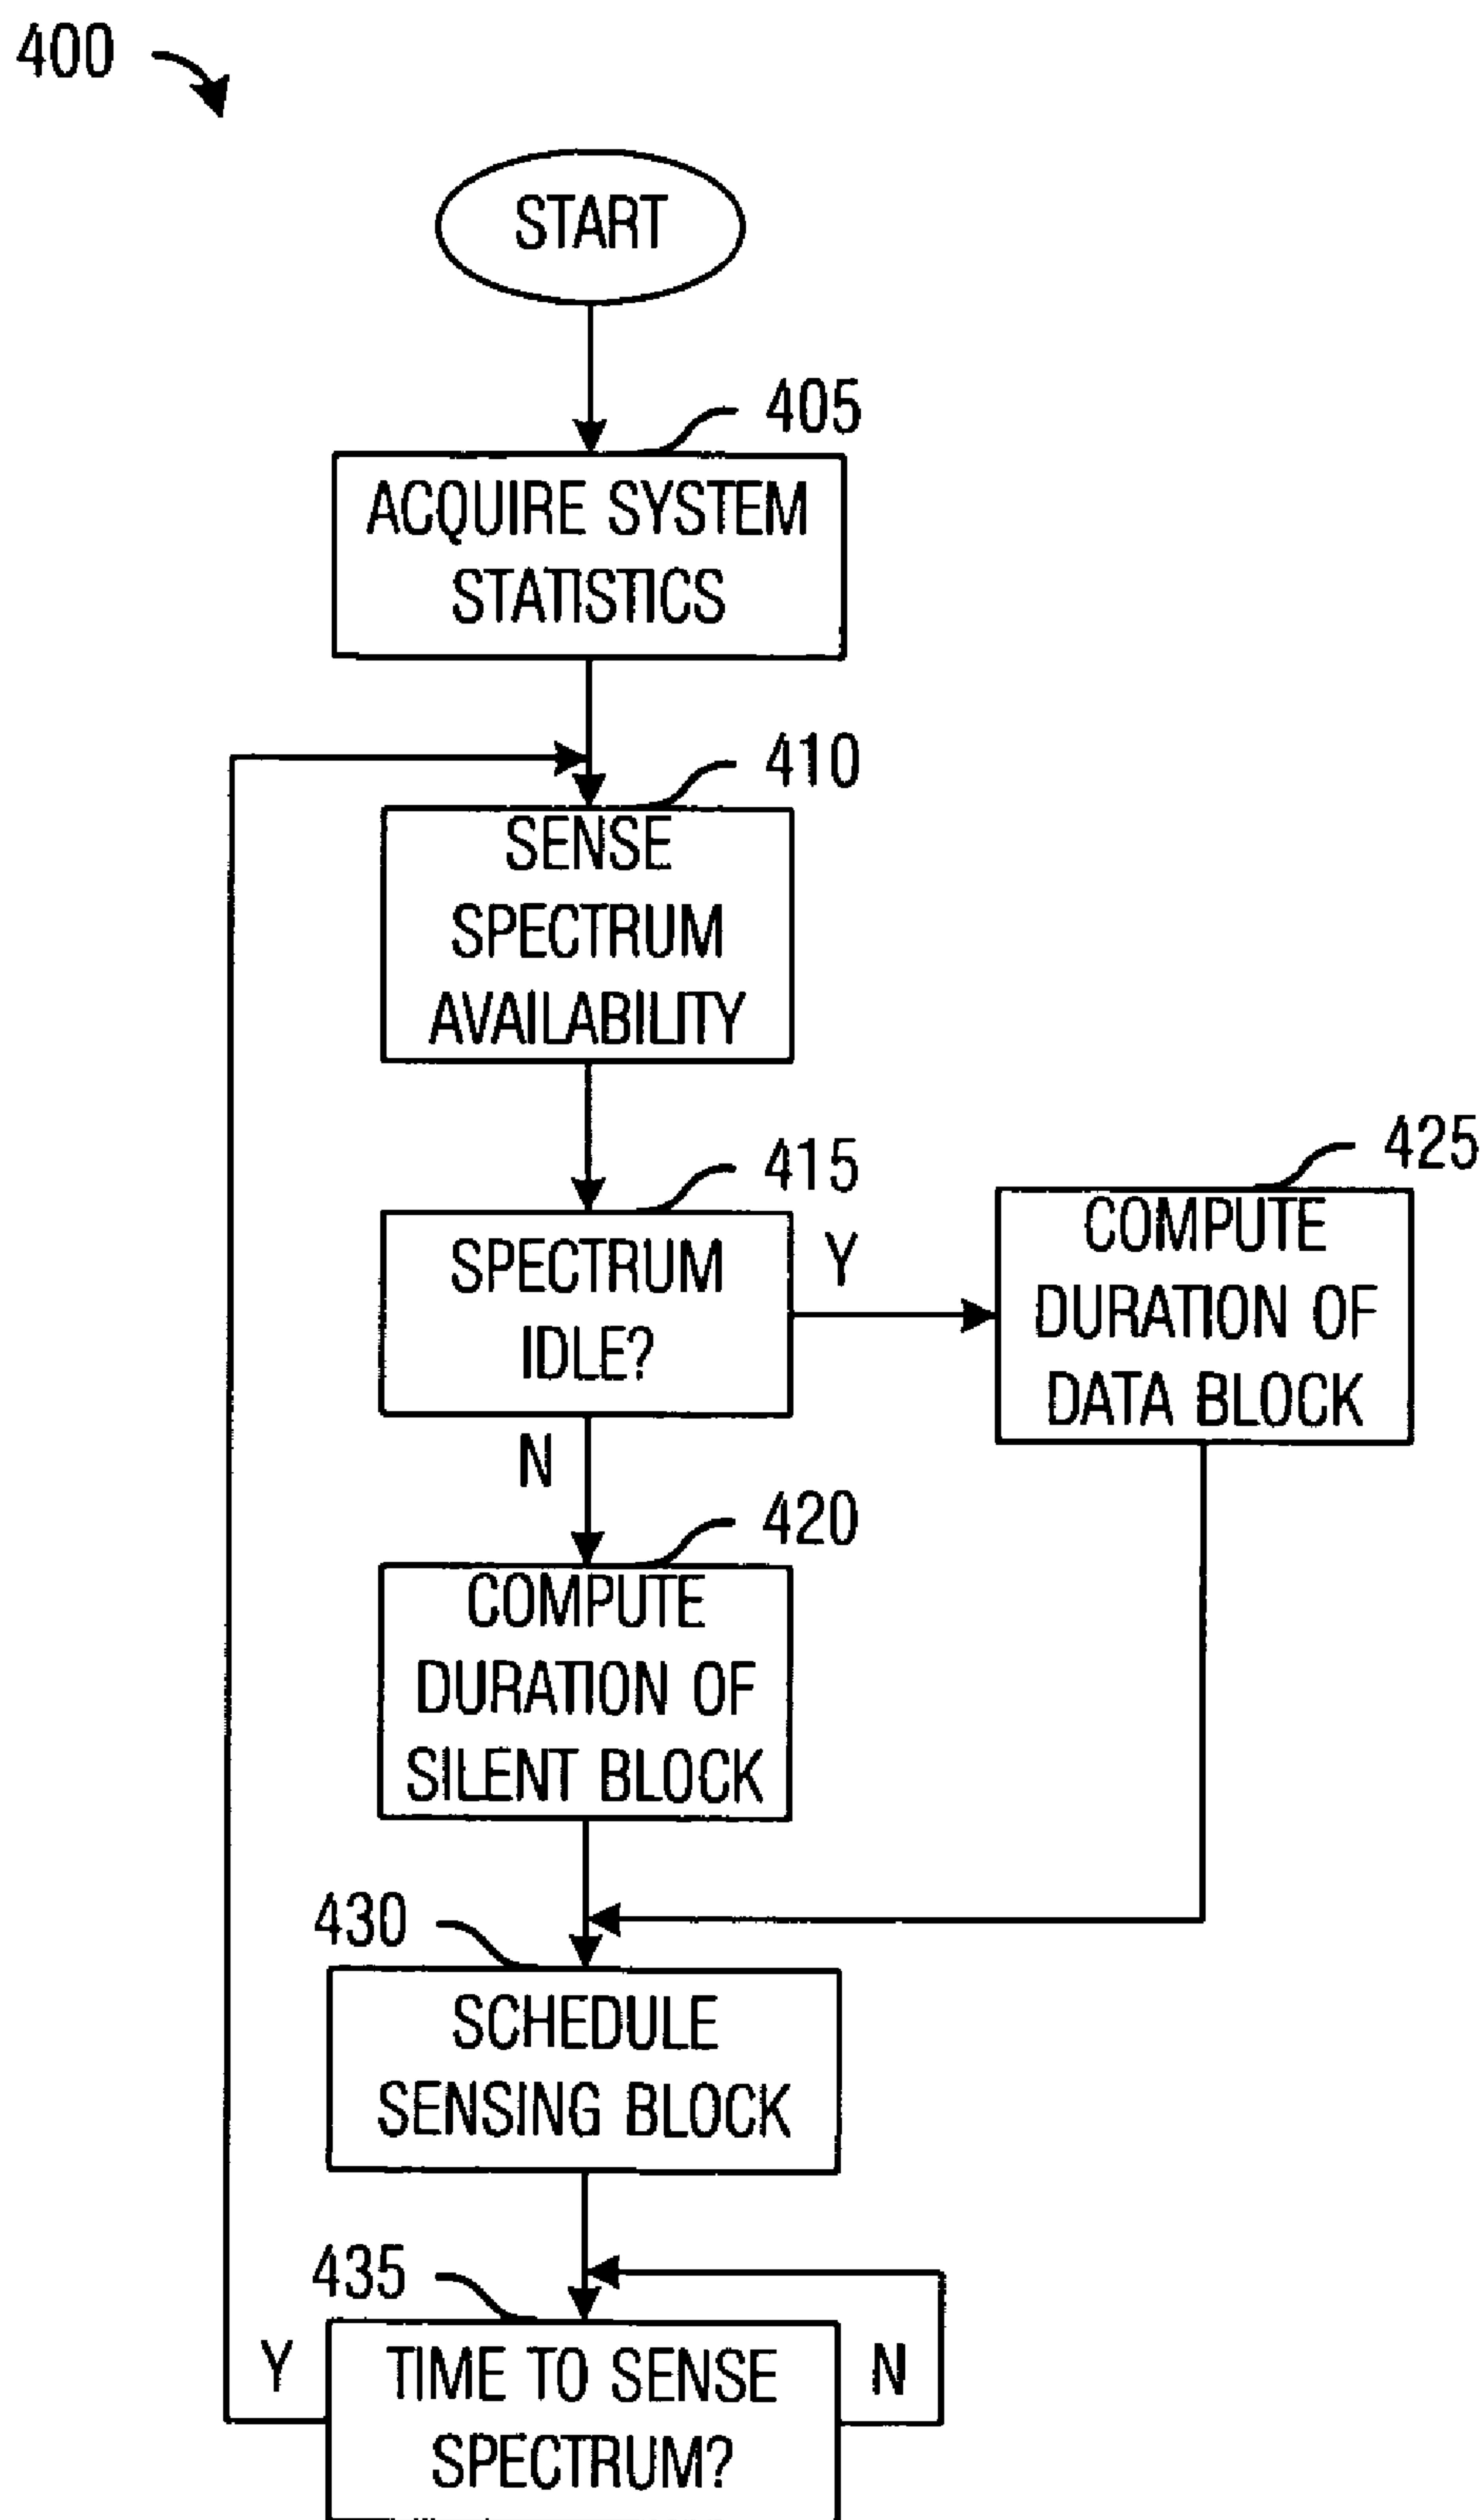 400
START
405
ACQUIRE SYSTEM
STATISTICS
410
SENSE
SPECTRUM
AVAILABILITY
415
SPECTRUM
IDLE?
Y
N
425
COMPUTE
DURATION OF
DATA BLOCK
420
COMPUTE
DURATION OF
SILENT BLOCK
430
SCHEDULE
SENSING BLOCK
435
TIME TO SENSE
SPECTRUM?
Y
N